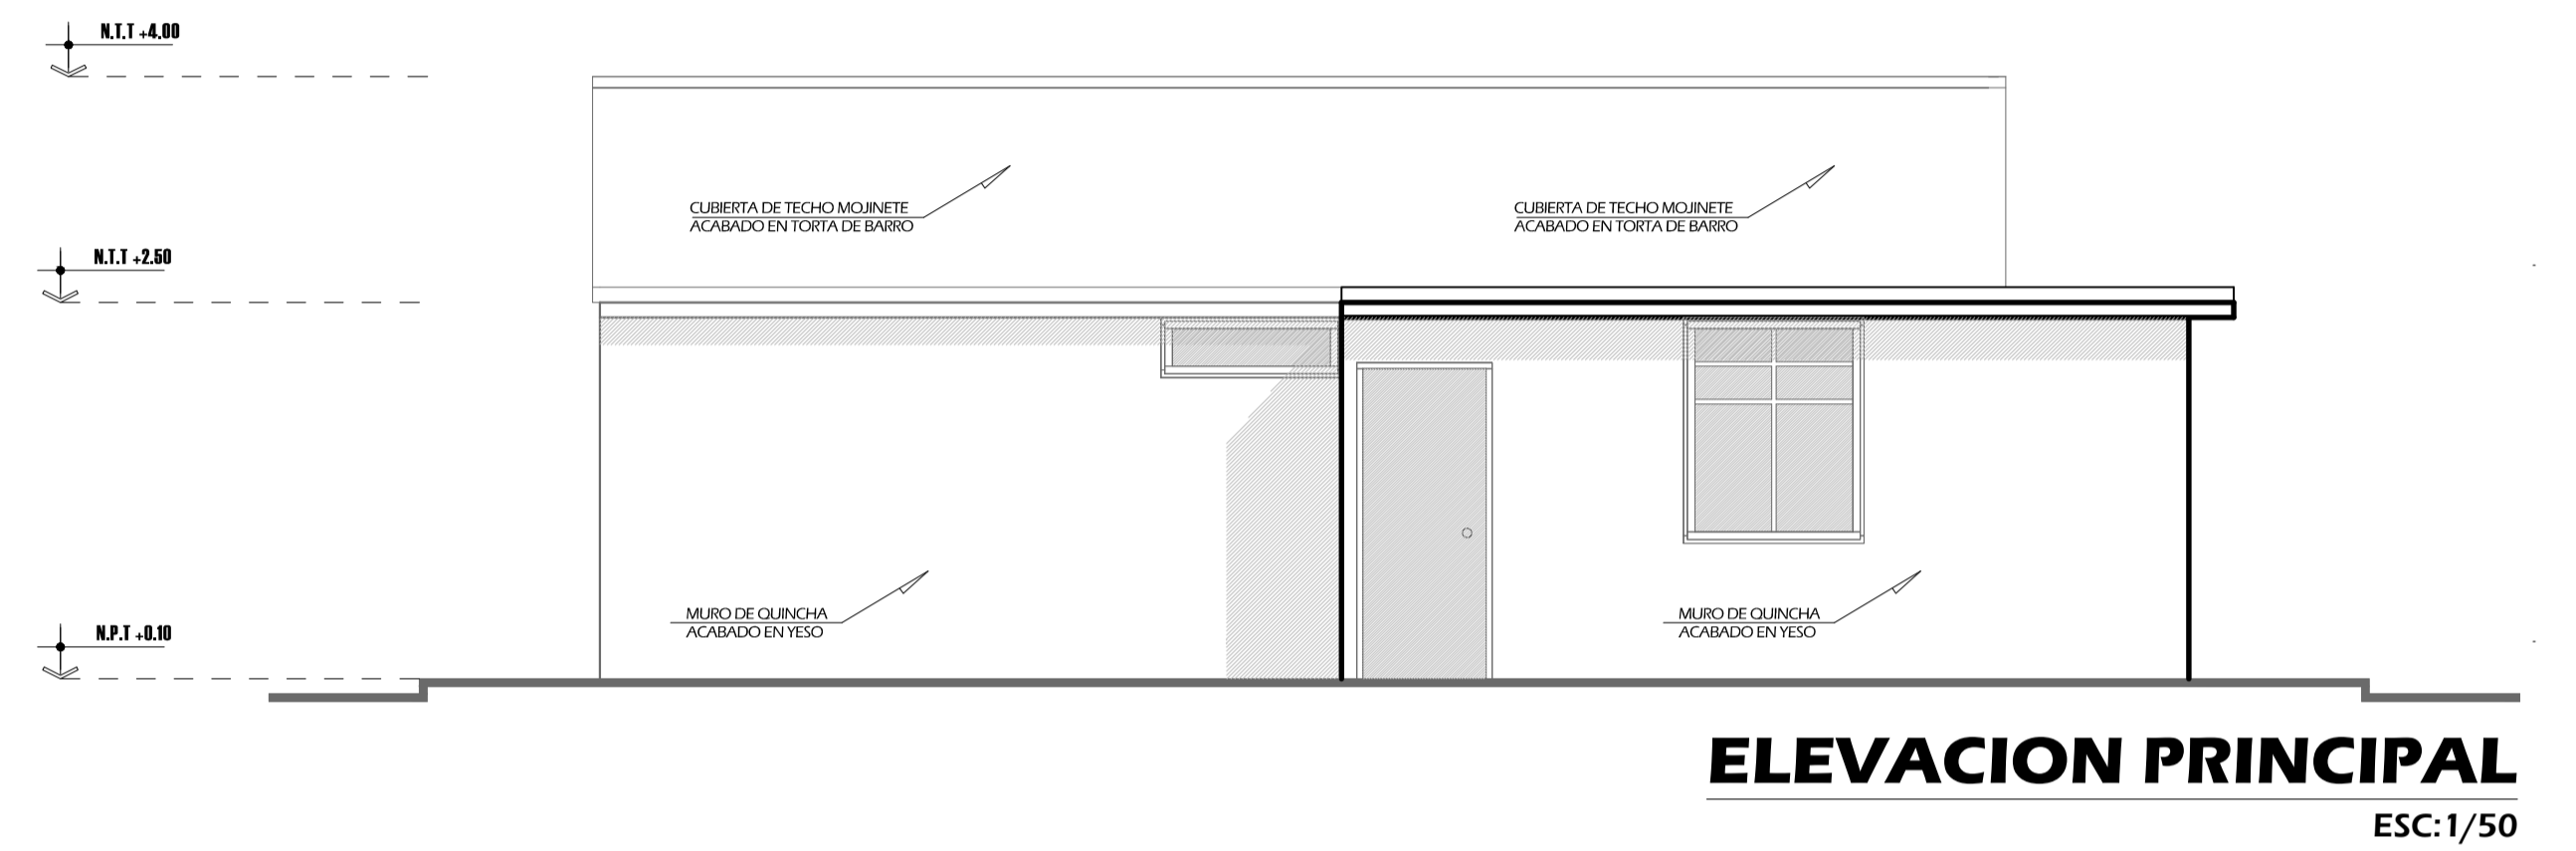 N.T.T +4.00
CUBIERTA DE TECHO MOJINETE
ACABADO EN TORTA DE BARRO
CUBIERTA DE TECHO MOJINETE
ACABADO EN TORTA DE BARRO
N.T.T +2.50
MURO DE QUINCHA
ACABADO EN YESO
MURO DE QUINCHA
ACABADO EN YESO
N.P.T +0.10
ELEVACION PRINCIPAL
ESC:1/50